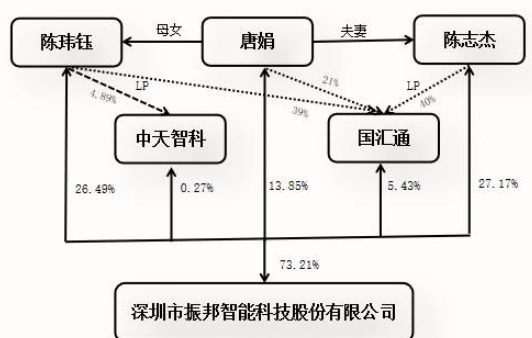 陈玮钰
母女
唐娟
夫妻
陈志杰
LP
4.89%
39%
21%
LP
40%
中天智科
国汇通
26.49%
0.27%
13.85%
5.43%
27.17%
73.21%
深圳市振邦智能科技股份有限公司